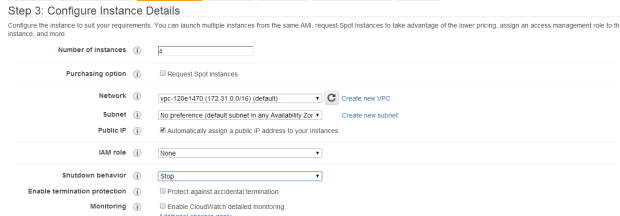 Step 3: Configure Instance Details
Configure the instance to suit your requirements. You can launch multiple instances from the same AMI, request Spot Instances to take advantage of the lower pricing, assign an access management role to th
instance, and more.
Number of instances 4
Purchasing option Request Spot Instances
Network vpc-120e1470 (172.31.0.0/16) (default) Create new VPC
Subnet No preference (default subnet in any Availability Zor Create new subnet
Public IP Automatically assign a public IP address to your instances
IAM role None
Shutdown behavior Stop
Enable termination protection Protect against accidental termination
Monitoring Enable CloudWatch detailed monitoring
Additional charges apply